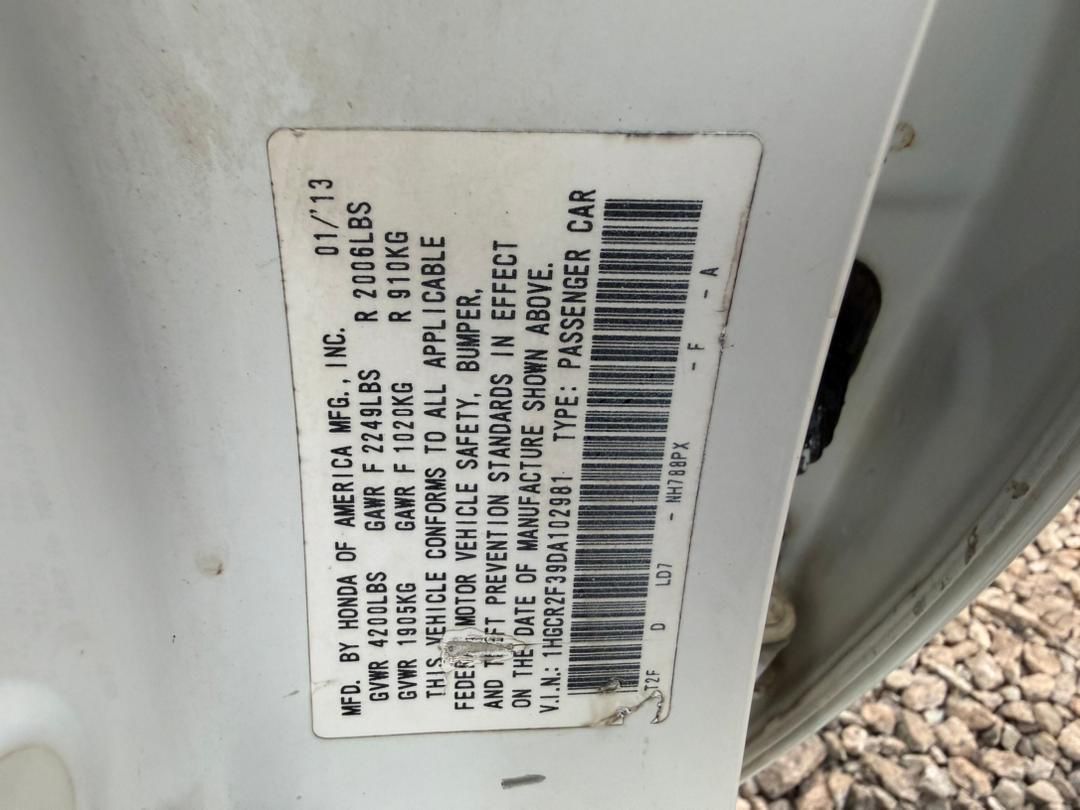 MFD. BY HONDA OF AMERICA MFG., INC. 01/'13
GVWR 4200LBS GAWR F 2249LBS R 2006LBS
GVWR 1905KG GAWR F 1020KG R 910KG
THIS VEHICLE CONFORMS TO ALL APPLICABLE
MOTOR VEHICLE SAFETY, BUMPER,
AND PREVENTION STANDARDS IN EFFECT
ON THE DATE OF MANUFACTURE SHOWN ABOVE.
V.I.N.: 1HGCR2F39DA102981 TYPE: PASSENGER CAR
T2F D LD7 - NH788PX - F - A